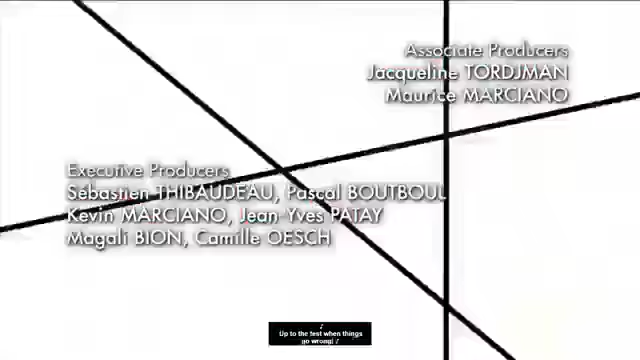 Associate Producers
Jacqueline TORDJMAN
Maurice MARCIANO
Executive Producers
Sébastien THIBAUDEAU, Pascal BOUTBOUL
Kevin MARCIANO, Jean-Yves PATAY
Magali BION, Camille OESCH
♪
Up to the test when things
go wrong! ♪